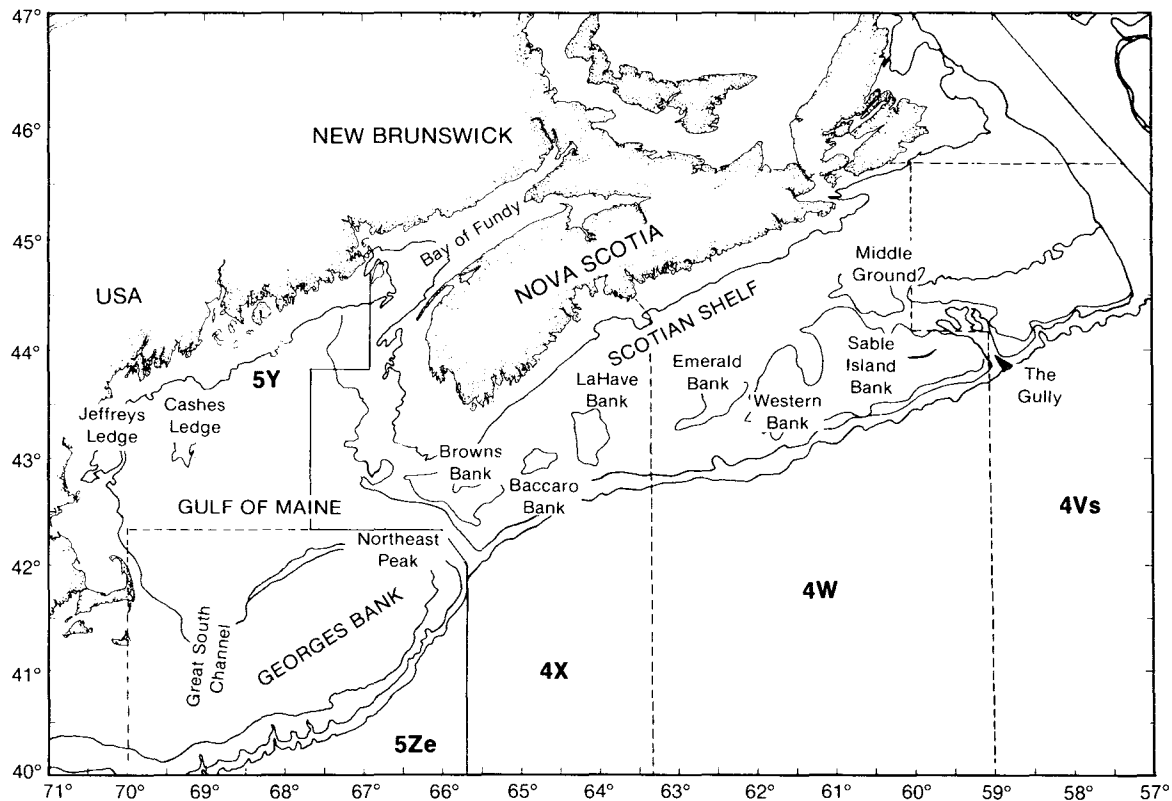 47°
46°
NEW BRUNSWICK
45°
Bay of Fundy
NOVA SCOTIA
USA
Middle
Ground
SCOTIAN SHELF
44°
5Y
Sable
Island
Bank
The
Gully
Emerald
Bank
LaHave
Bank
Western
Bank
Jeffreys
Ledge
Cashes
Ledge
43°
Browns
Bank
Baccaro
Bank
GULF OF MAINE
4Vs
42°
Northeast
Peak
4W
GEORGES BANK
Great South
Channel
41°
4X
5Ze
40°
71° 70° 60° 68° 67° 66° 65° 62° 63° 62° 61° 60° 59° 58° 57°